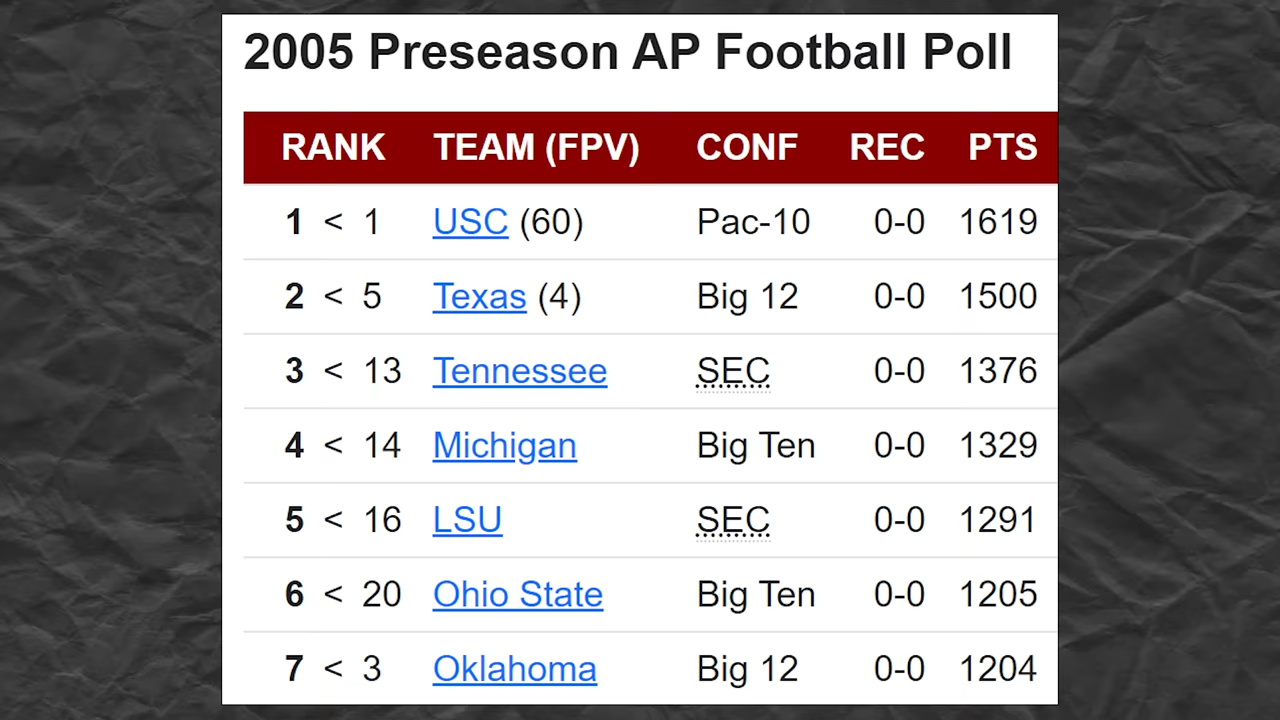 2005 Preseason AP Football Poll
RANK TEAM (FPV) CONF REC PTS
1 < 1 USC (60) Pac-10 0-0 1619
2 < 5 Texas (4) Big 12 0-0 1500
3 < 13 Tennessee SEC 0-0 1376
4 < 14 Michigan Big Ten 0-0 1329
5 < 16 LSU SEC 0-0 1291
6 < 20 Ohio State Big Ten 0-0 1205
7 < 3 Oklahoma Big 12 0-0 1204